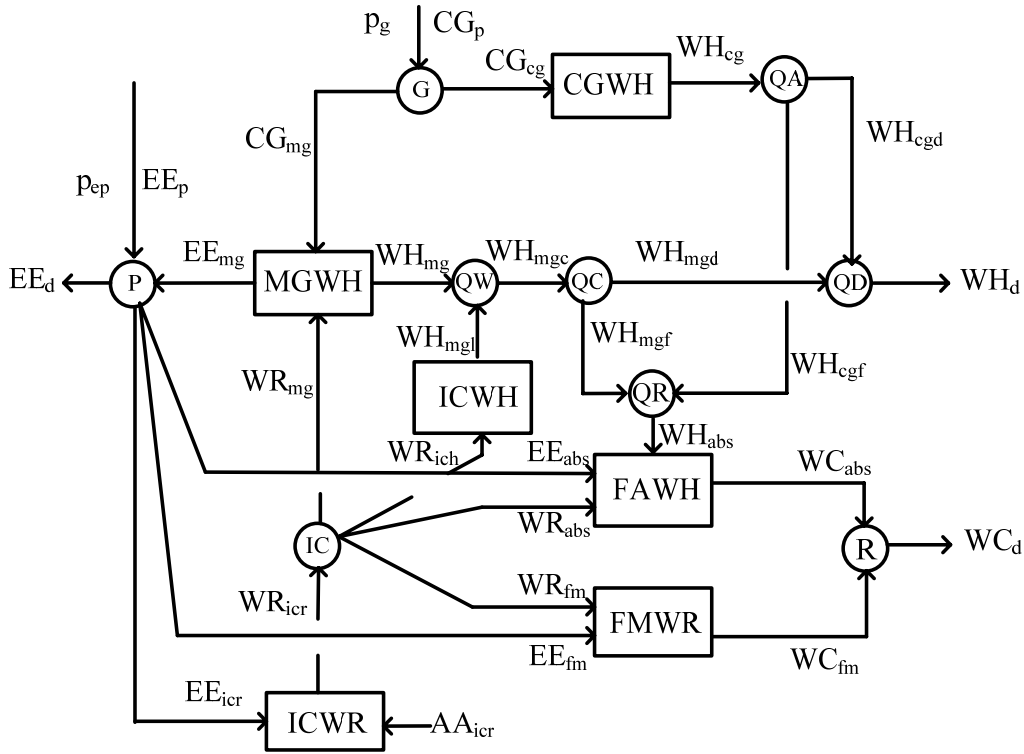 p_g
CG_p
G
CG_cg
CGWH
WH_cg
QA
WH_cgd
CG_mg
p_ep
EE_p
EE_d
P
EE_mg
MGWH
WH_mg
QW
WH_mgc
QC
WH_mgd
QD
WH_d
WH_mgl
WH_mgf
WH_cgf
WR_mg
ICWH
QR
WH_abs
WR_ich
EE_abs
FAWH
WC_abs
WR_abs
IC
R
WC_d
WR_icr
WR_fm
FMWR
EE_fm
WC_fm
EE_icr
ICWR
AA_icr